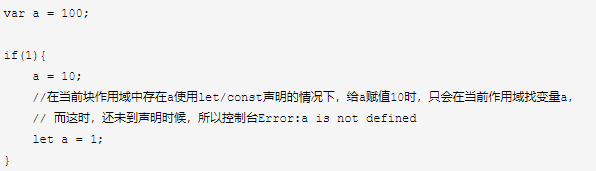 var a = 100;
if(1){
a = 10;
//在当前块作用域中存在a使用let/const声明的情况下，给a赋值10时，只会在当前作用域找变量a，
// 而这时，还未到声明时候，所以控制台Error:a is not defined
let a = 1;
}